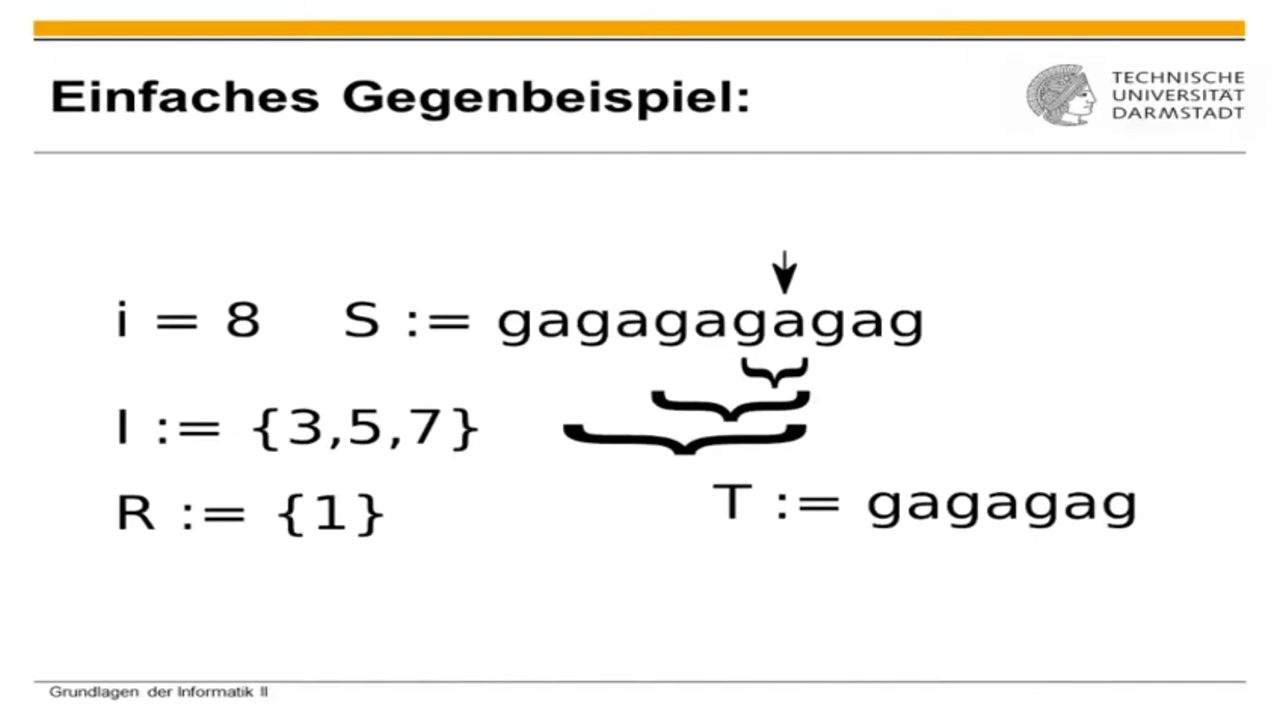 Einfaches Gegenbeispiel:
TECHNISCHE
UNIVERSITÄT
DARMSTADT
i = 8 S := gagagagagag
I := {3,5,7}
R := {1}
T := gagagag
Grundlagen der Informatik II